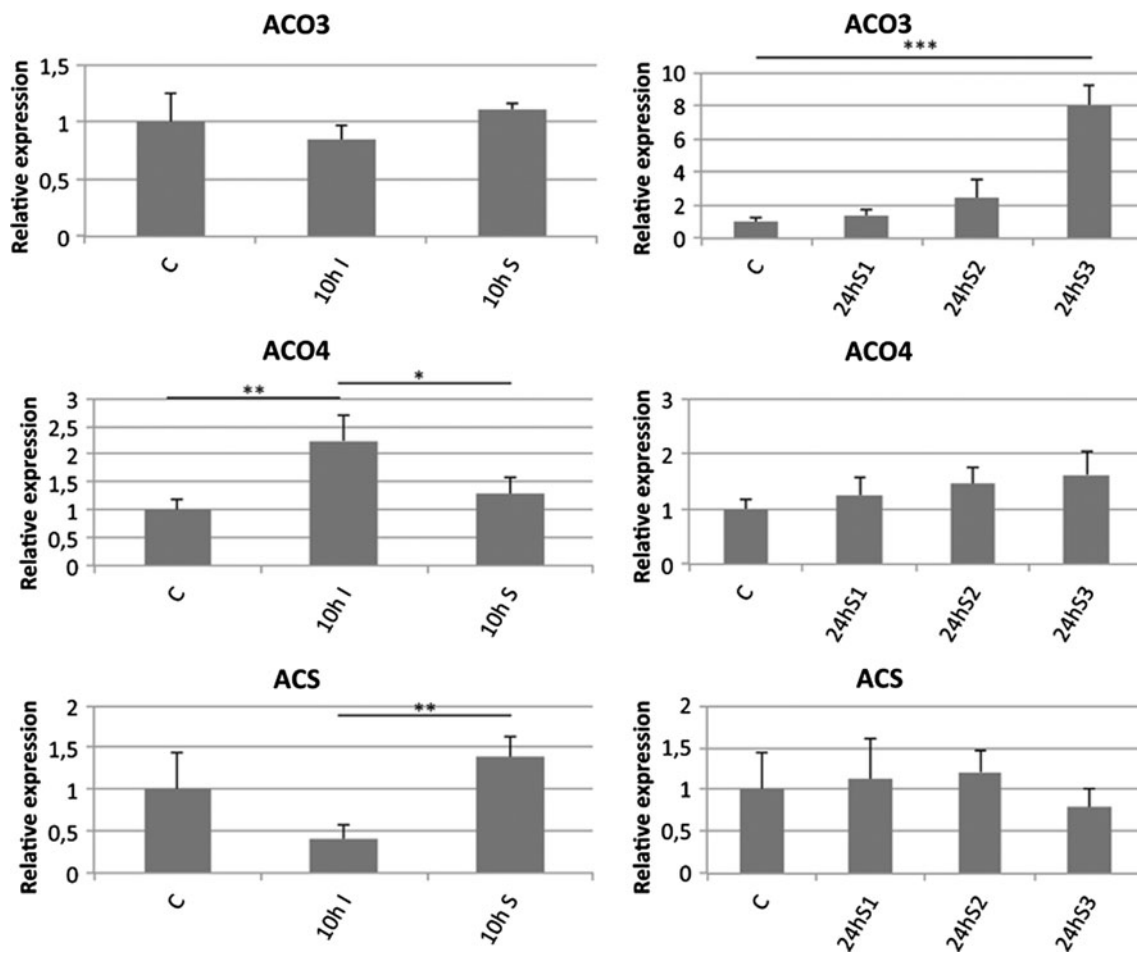 ACO3
Relative expression
1,5
1
0,5
0
C
10h I
10h S
ACO3
***
Relative expression
10
8
6
4
2
0
C
24hS1
24hS2
24hS3
ACO4
**
*
Relative expression
3
2,5
2
1,5
1
0,5
0
C
10h I
10h S
ACO4
Relative expression
3
2
1
0
C
24hS1
24hS2
24hS3
ACS
**
Relative expression
2
1,5
1
0,5
0
C
10h I
10h S
ACS
Relative expression
2
1,5
1
0,5
0
C
24hS1
24hS2
24hS3